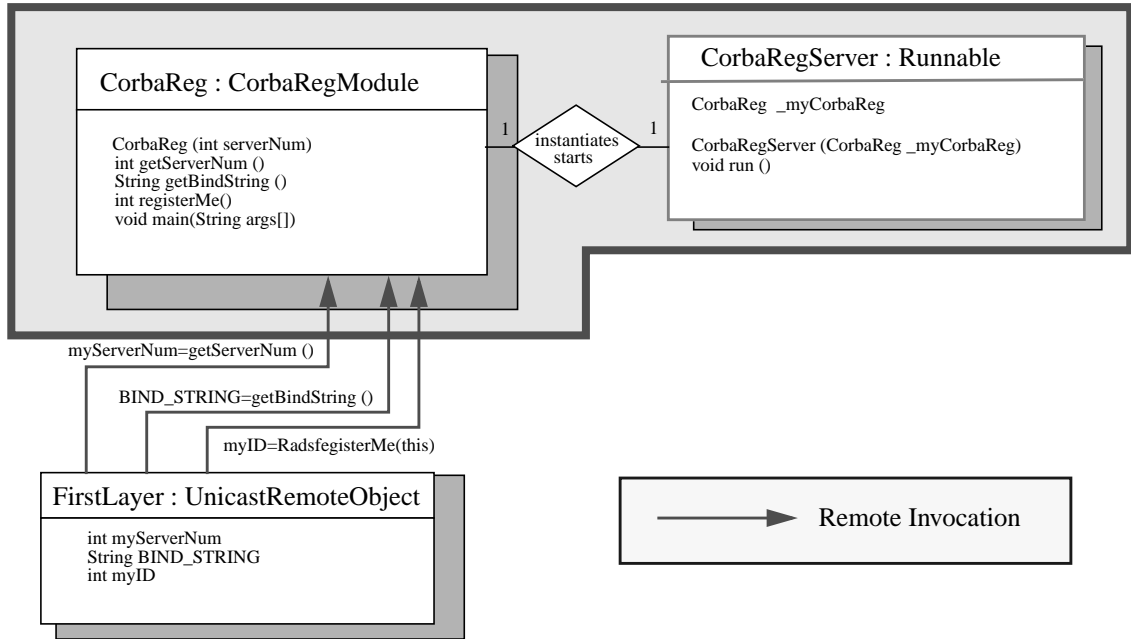 CorbaReg : CorbaRegModule
CorbaReg (int serverNum)
int getServerNum ()
String getBindString ()
int registerMe()
void main(String args[])
1
instantiates
starts
1
CorbaRegServer : Runnable
CorbaReg _myCorbaReg
CorbaRegServer (CorbaReg _myCorbaReg)
void run ()
myServerNum=getServerNum ()
BIND_STRING=getBindString ()
myID=RadsfegisterMe(this)
FirstLayer : UnicastRemoteObject
int myServerNum
String BIND_STRING
int myID
Remote Invocation